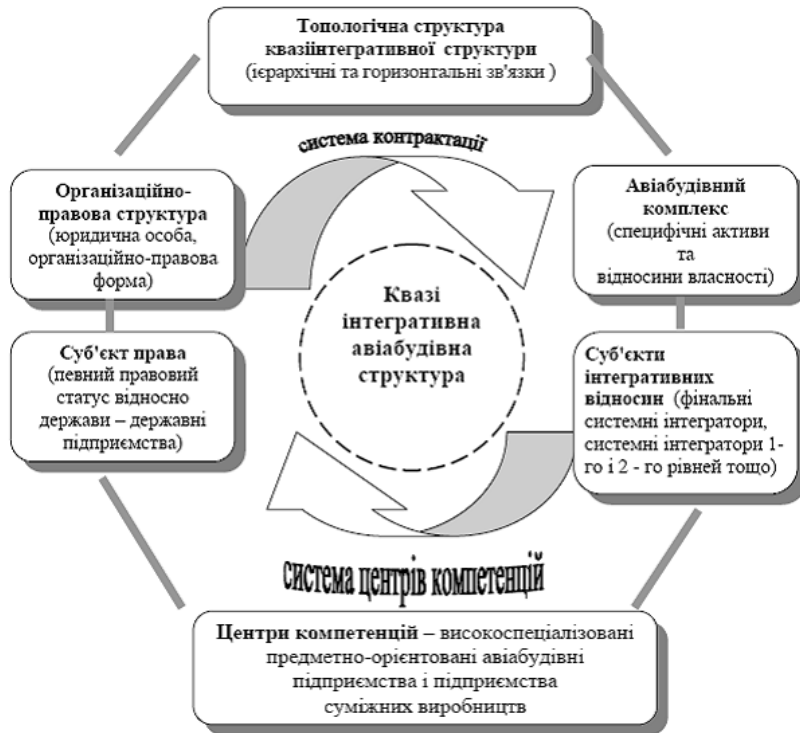 Топологічна структура
квазіінтегративної структури
(ієрархічні та горизонтальні зв'язки )
система контрактації
Організаційно-
правова структура
(юридична особа,
організаційно-правова
форма)
Авіабудівний
комплекс
(специфічні активи
та
відносини власності)
Квазі
інтегративна
авіабудівна
структура
Суб'єкт права
(певний правовий
статус відносно
держави – державні
підприємства)
Суб'єкти
інтегративних
відносин (фінальні
системні інтегратори,
системні інтегратори 1-
го і 2 - го рівней тощо)
система центрів компетенцій
Центри компетенцій – високоспеціалізовані
предметно-орієнтовані авіабудівні
підприємства і підприємства
суміжних виробництв